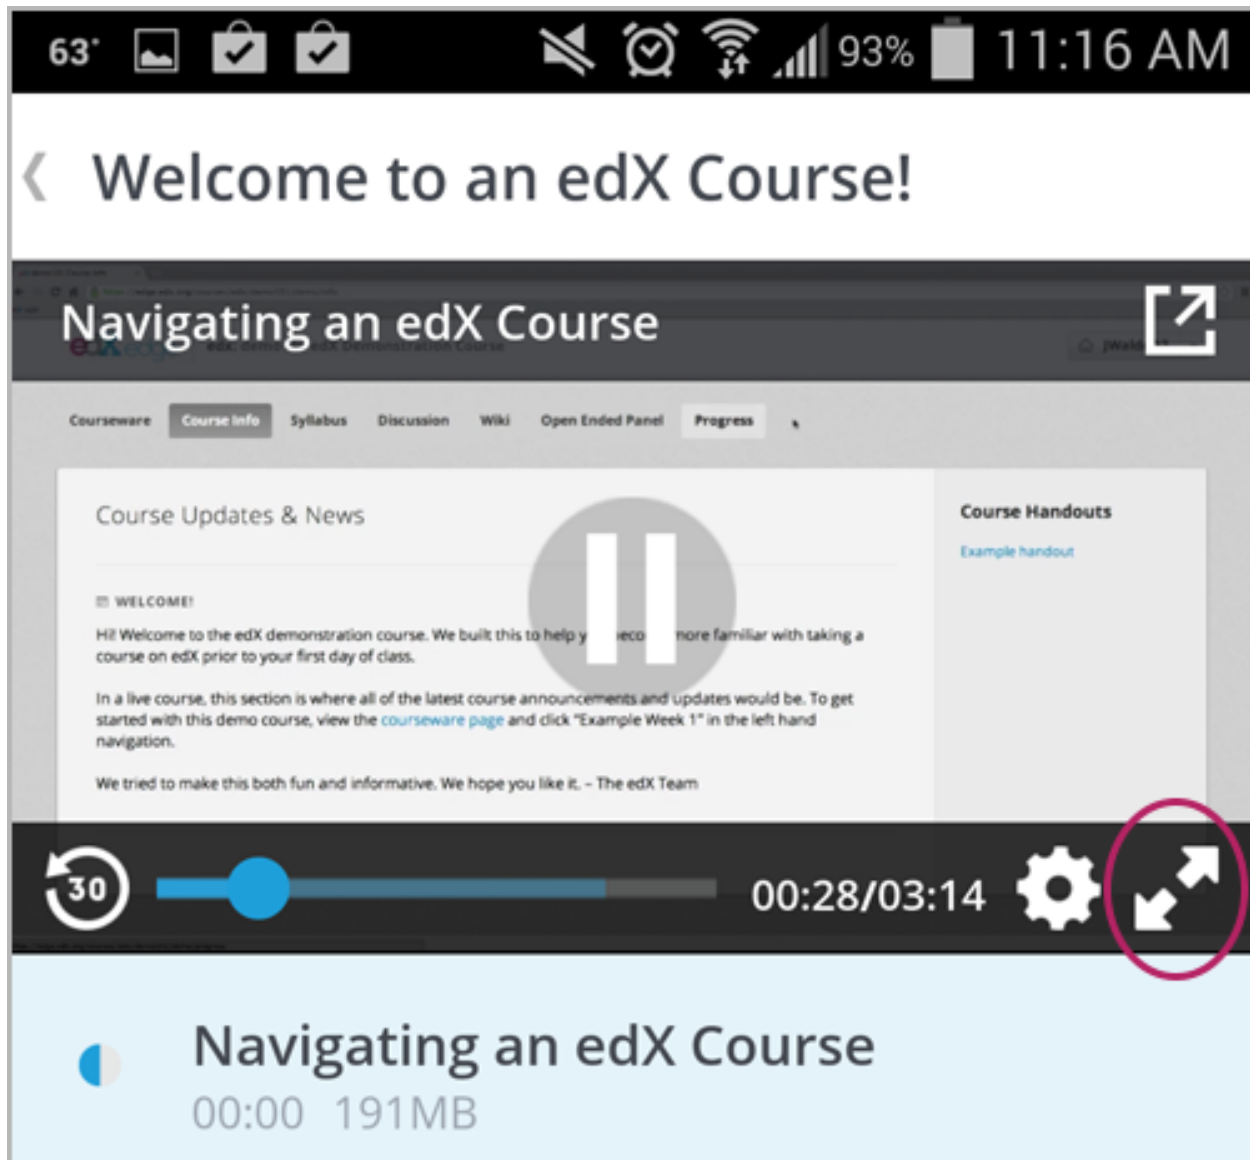 63° 93% 11:16 AM
Welcome to an edX Course!
Navigating an edX Course
Courseware Course Info Syllabus Discussion Wiki Open Ended Panel Progress
Course Updates & News
Course Handouts
Example handout
WELCOME!
Hi! Welcome to the edX demonstration course. We built this to help more familiar with taking a
course on edX prior to your first day of class.
In a live course, this section is where all of the latest course announcements and updates would be. To get
started with this demo course, view the courseware page and click “Example Week 1” in the left hand
navigation.
We tried to make this both fun and informative. We hope you like it. – The edX Team
30 00:28/03:14
Navigating an edX Course
00:00 191MB